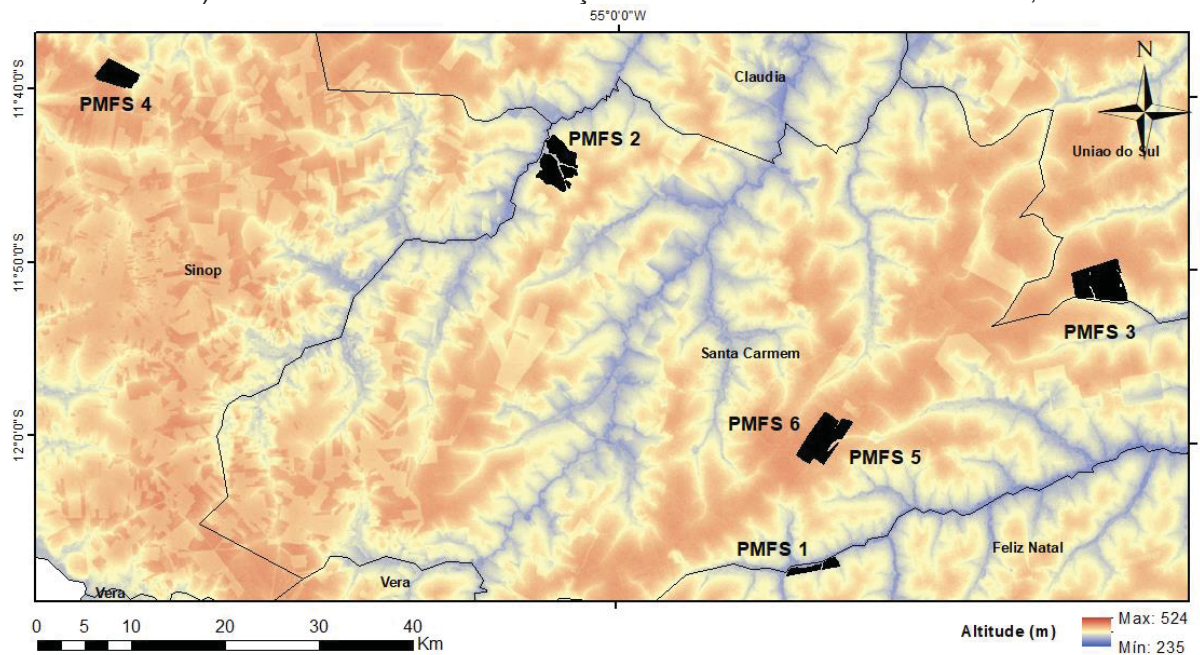 55°0'0"W
N
Claudia
11°40'0"S
PMFS 4
PMFS 2
Uniao do Sul
11°50'0"S
Sinop
PMFS 3
Santa Carmem
12°0'0"S
PMFS 6
PMFS 5
PMFS 1
Feliz Natal
Vera
Vera
0 5 10 20 30 40
Km
Altitude (m)
Max: 524
Mín: 235